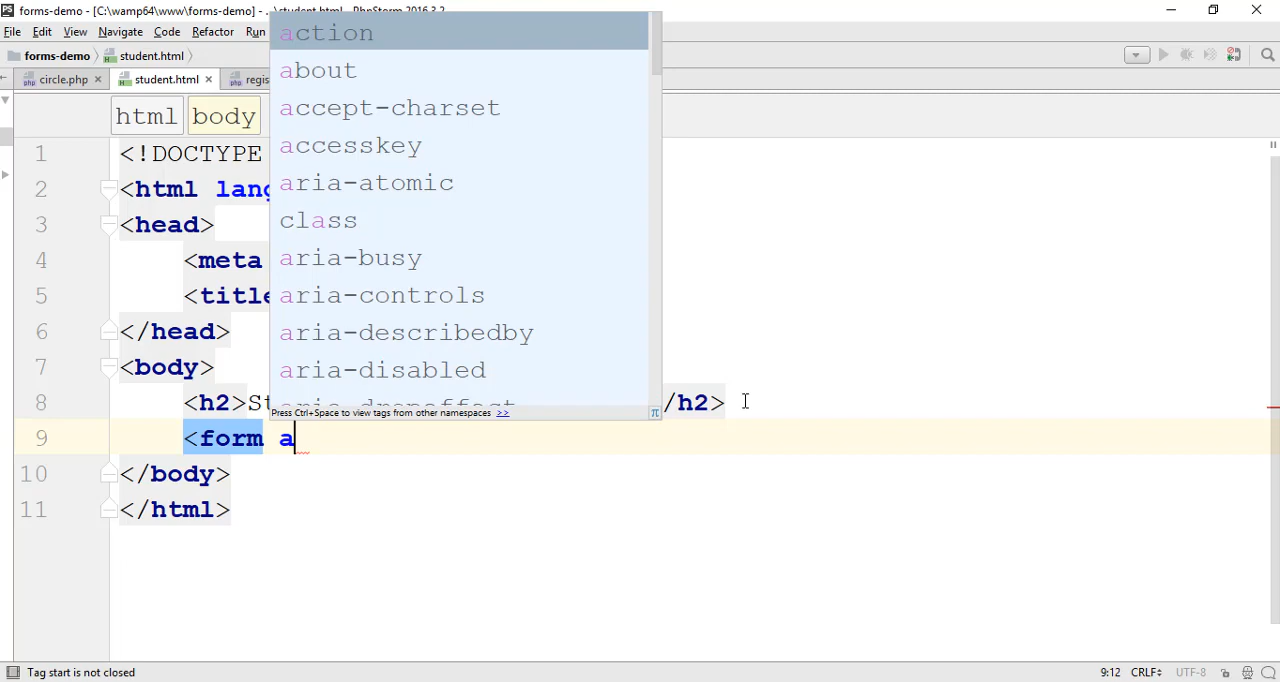 forms-demo - [C:\wamp64\www\forms-demo] - ...\student.html - PhpStorm 2016.3.2
File Edit View Navigate Code Refactor Run
forms-demo student.html
circle.php student.html regis
html body
action
about
accept-charset
accesskey
aria-atomic
class
aria-busy
aria-controls
aria-describedby
aria-disabled
aria-dropeffect
Press Ctrl+Space to view tags from other namespaces >> π
1 <!DOCTYPE
2 <html lang
3 <head>
4 <meta
5 <title
6 </head>
7 <body>
8 <h2>St /h2>
9 <form a
10 </body>
11 </html>
Tag start is not closed 9:12 CRLF UTF-8